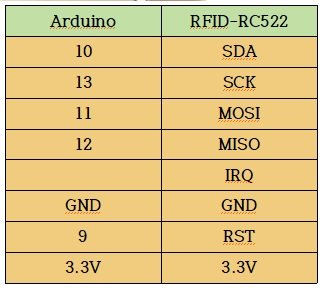 Arduino RFID-RC522
10 SDA
13 SCK
11 MOSI
12 MISO
IRQ
GND GND
9 RST
3.3V 3.3V